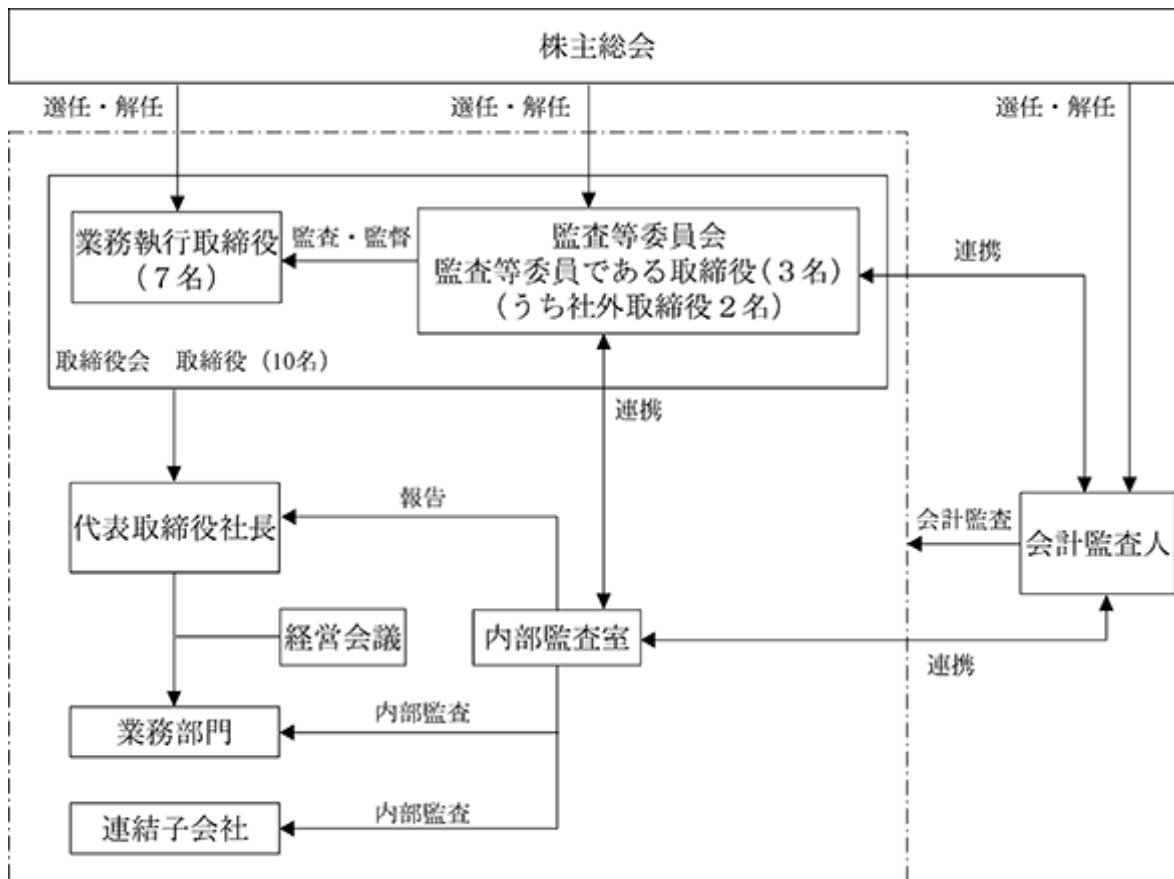 株主総会
選任・解任
選任・解任
選任・解任
業務執行取締役
(７名)
監査・監督
監査等委員会
監査等委員である取締役(３名)
(うち社外取締役２名)
連携
取締役会　取締役 (10名)
連携
代表取締役社長
報告
会計監査
会計監査人
経営会議
内部監査室
連携
業務部門
内部監査
連結子会社
内部監査